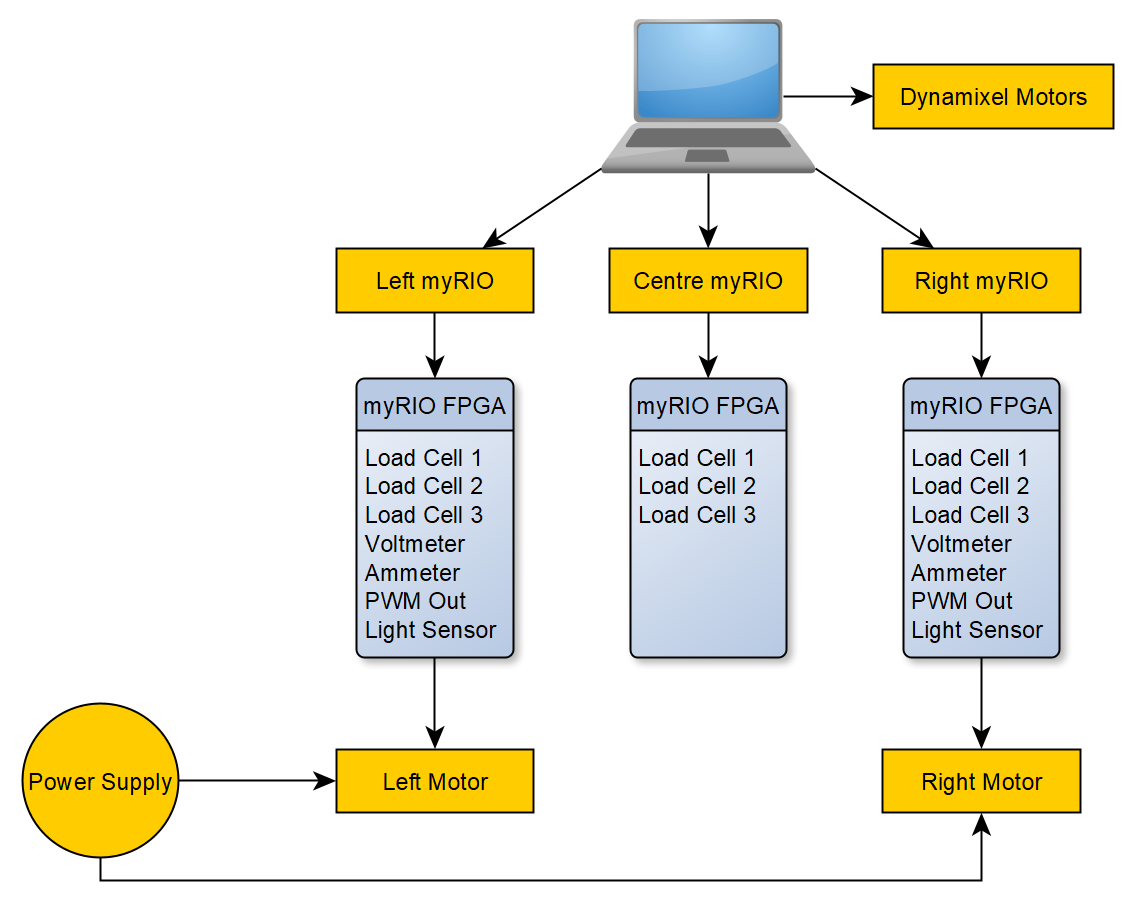 Dynamixel Motors
Left myRIO
Centre myRIO
Right myRIO
myRIO FPGA
Load Cell 1
Load Cell 2
Load Cell 3
Voltmeter
Ammeter
PWM Out
Light Sensor
myRIO FPGA
Load Cell 1
Load Cell 2
Load Cell 3
myRIO FPGA
Load Cell 1
Load Cell 2
Load Cell 3
Voltmeter
Ammeter
PWM Out
Light Sensor
Power Supply
Left Motor
Right Motor